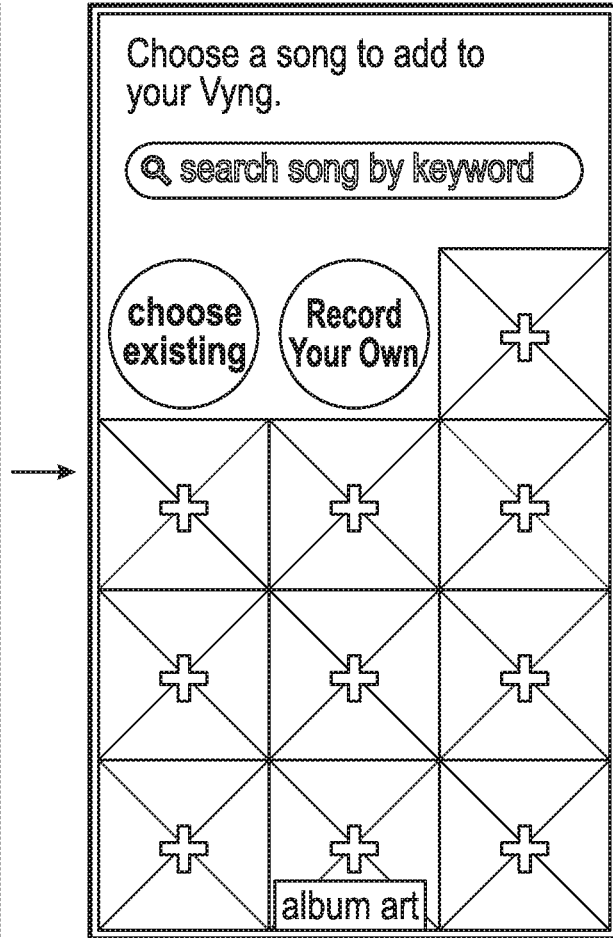 Choose a song to add to
your Vyng.
search song by keyword
choose
existing
Record
Your Own
album art